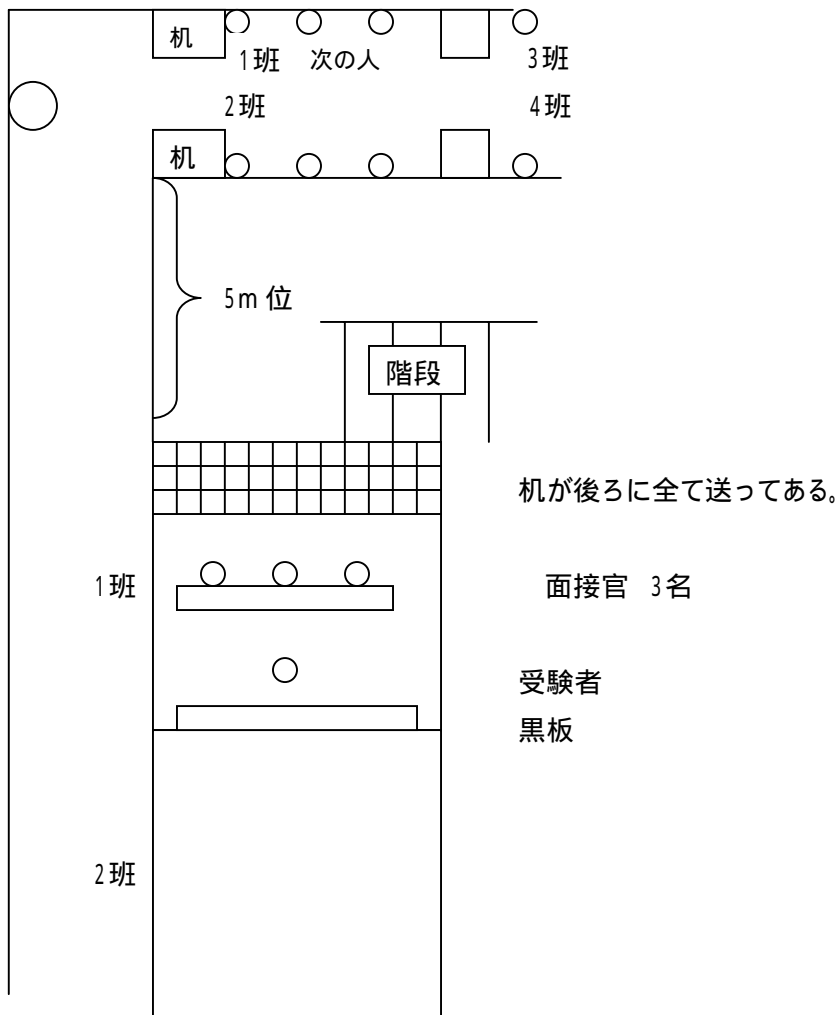 机
1班 次の人 3班
2班 4班
机
5m 位
階段
机が後ろに全て送ってある。
1班 面接官 3名
受験者
黒板
2班